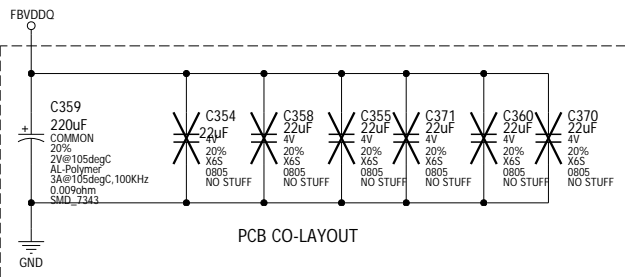 FBVDDQ
C359
220uF
COMMON
20%
2V@105degC
AL-Polymer
3A@105degC,100KHz
0.009ohm
SMD_7343
+
C354
22uF
4V
20%
X6S
0805
NO STUFF
C358
22uF
4V
20%
X6S
0805
NO STUFF
C355
22uF
4V
20%
X6S
0805
NO STUFF
C371
22uF
4V
20%
X6S
0805
NO STUFF
C360
22uF
4V
20%
X6S
0805
NO STUFF
C370
22uF
4V
20%
X6S
0805
NO STUFF
PCB CO-LAYOUT
GND